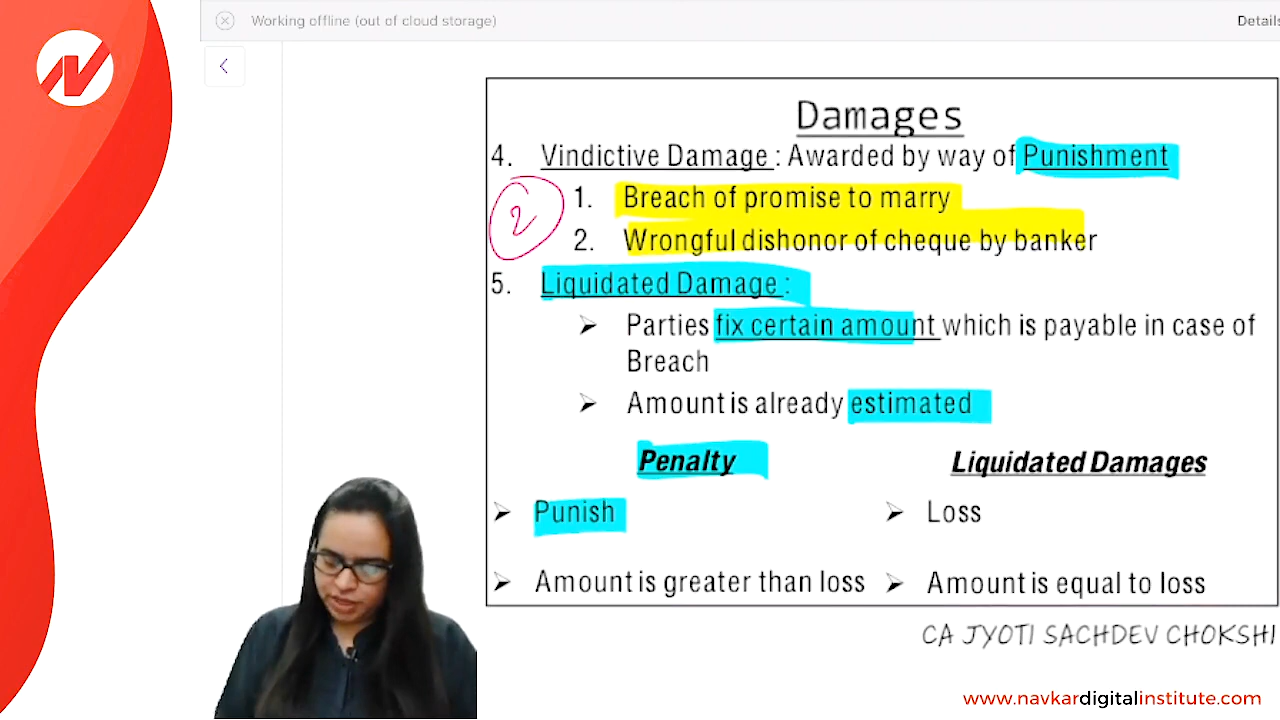 Working offline (out of cloud storage)
Details
Damages
4. Vindictive Damage : Awarded by way of Punishment
2
1. Breach of promise to marry
2. Wrongful dishonor of cheque by banker
5. Liquidated Damage :
➢ Parties fix certain amount which is payable in case of
Breach
➢ Amount is already estimated
Penalty Liquidated Damages
➢ Punish ➢ Loss
➢ Amount is greater than loss ➢ Amount is equal to loss
CA JYOTI SACHDEV CHOKSHI
www.navkardigitalinstitute.com